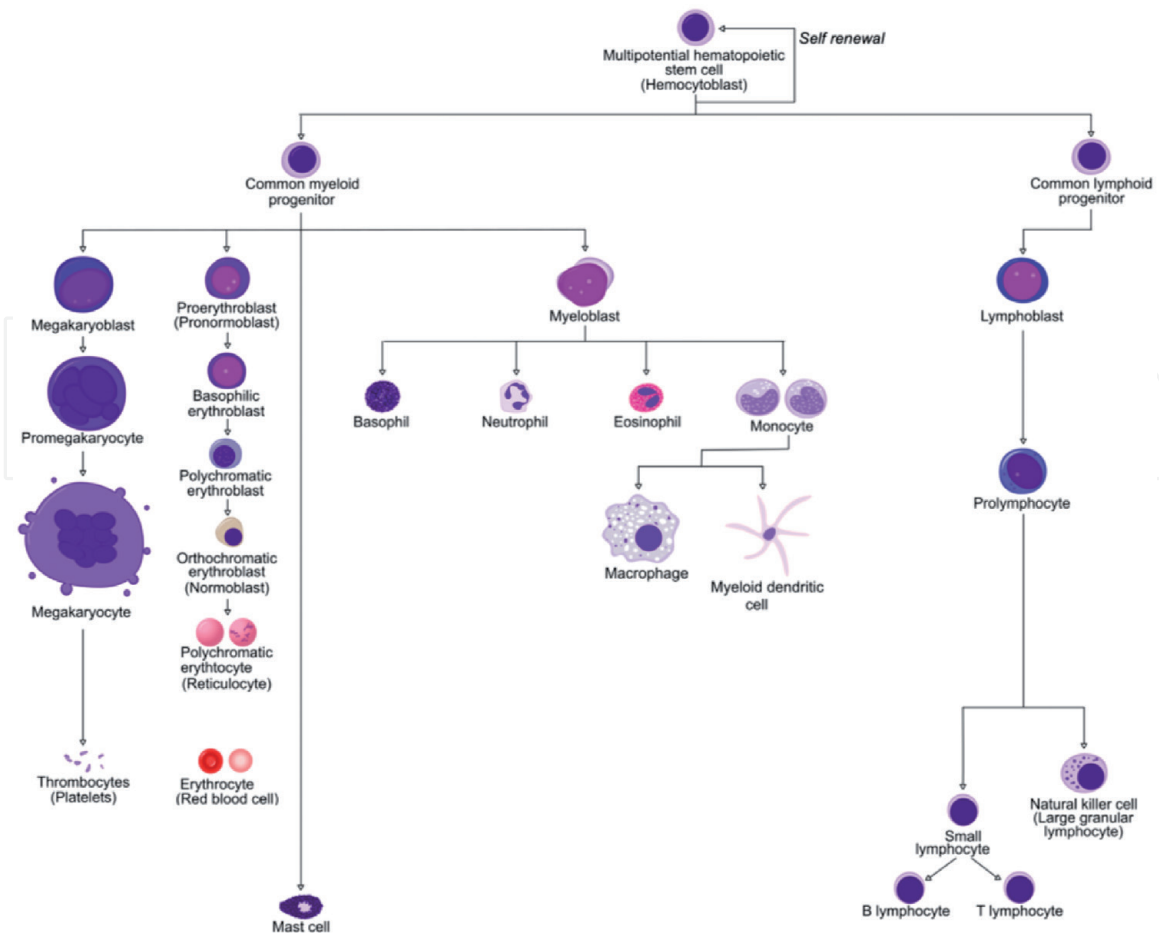 Self renewal
Multipotential hematopoietic
stem cell
(Hemocytoblast)
Common myeloid
progenitor
Common lymphoid
progenitor
Megakaryoblast
Proerythroblast
(Pronormoblast)
Myeloblast
Lymphoblast
Promegakaryocyte
Basophilic
erythroblast
Basophil
Neutrophil
Eosinophil
Monocyte
Polychromatic
erythroblast
Prolymphocyte
Megakaryocyte
Orthochromatic
erythroblast
(Normoblast)
Macrophage
Myeloid dendritic
cell
Polychromatic
erythtocyte
(Reticulocyte)
Thrombocytes
(Platelets)
Erythrocyte
(Red blood cell)
Natural killer cell
(Large granular
lymphocyte)
Small
lymphocyte
B lymphocyte
T lymphocyte
Mast cell